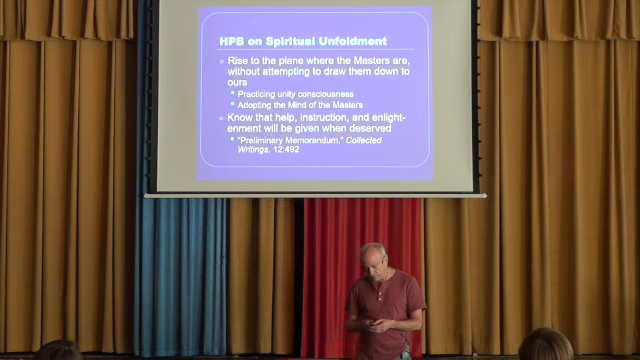 HPB on Spiritual Unfoldment
Rise to the plane where the Masters are,
without attempting to draw them down to
ours
Practicing unity consciousness
Adopting the Mind of the Masters
Know that help, instruction, and enlight-
enment will be given when deserved
"Preliminary Memorandum," Collected
Writings, 12:492